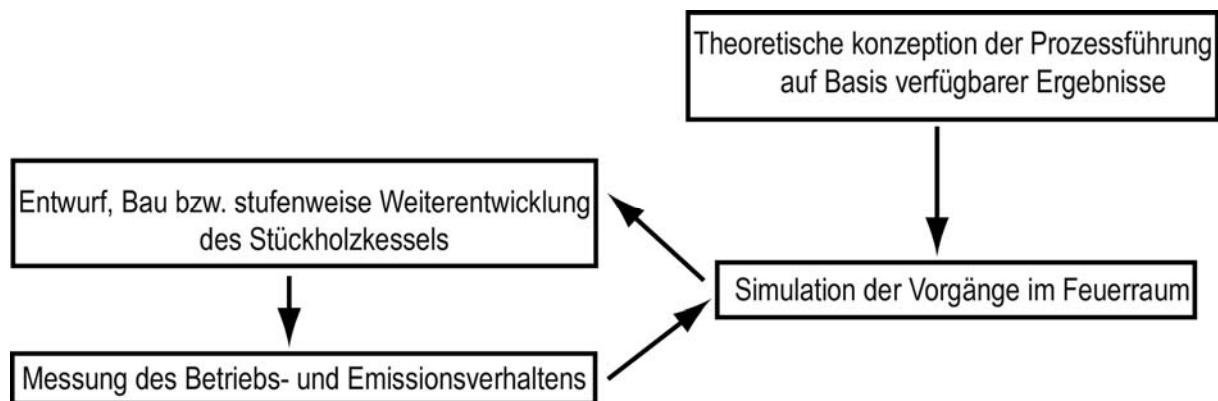 Theoretische konzeption der Prozessführung
auf Basis verfügbarer Ergebnisse
Entwurf, Bau bzw. stufenweise Weiterentwicklung
des Stückholzkessels
Simulation der Vorgänge im Feuerraum
Messung des Betriebs- und Emissionsverhaltens